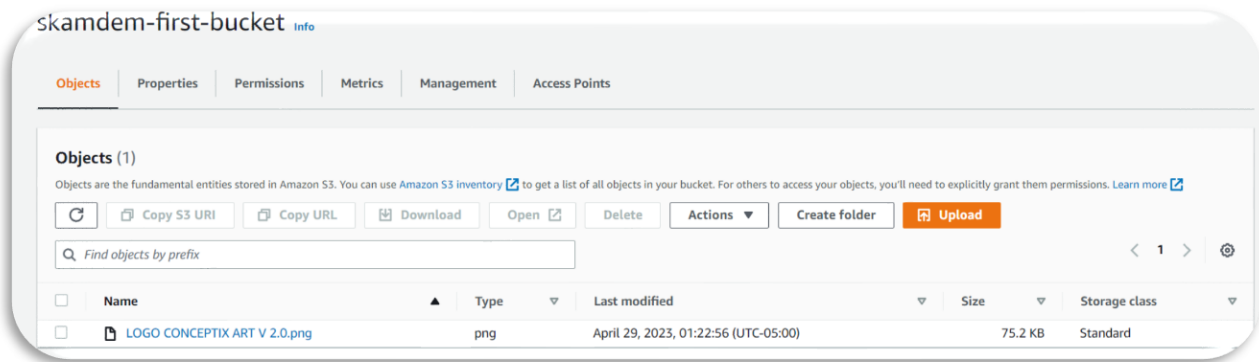 skamdem-first-bucket Info
Objects Properties Permissions Metrics Management Access Points
Objects (1)
Objects are the fundamental entities stored in Amazon S3. You can use Amazon S3 inventory to get a list of all objects in your bucket. For others to access your objects, you'll need to explicitly grant them permissions. Learn more
Copy S3 URI Copy URL Download Open Delete Actions Create folder Upload
Find objects by prefix 1
Name Type Last modified Size Storage class
LOGO CONCEPTIX ART V 2.0.png png April 29, 2023, 01:22:56 (UTC-05:00) 75.2 KB Standard